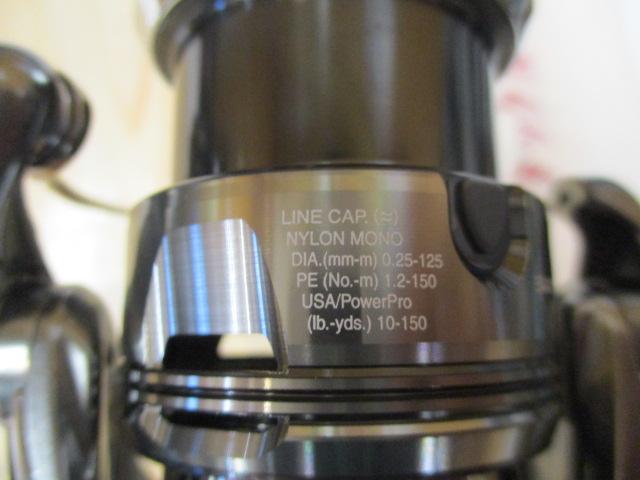 LINE CAP. (≈)
NYLON MONO
DIA.(mm-m) 0.25-125
PE (No.-m) 1.2-150
USA/PowerPro
(lb.-yds.) 10-150